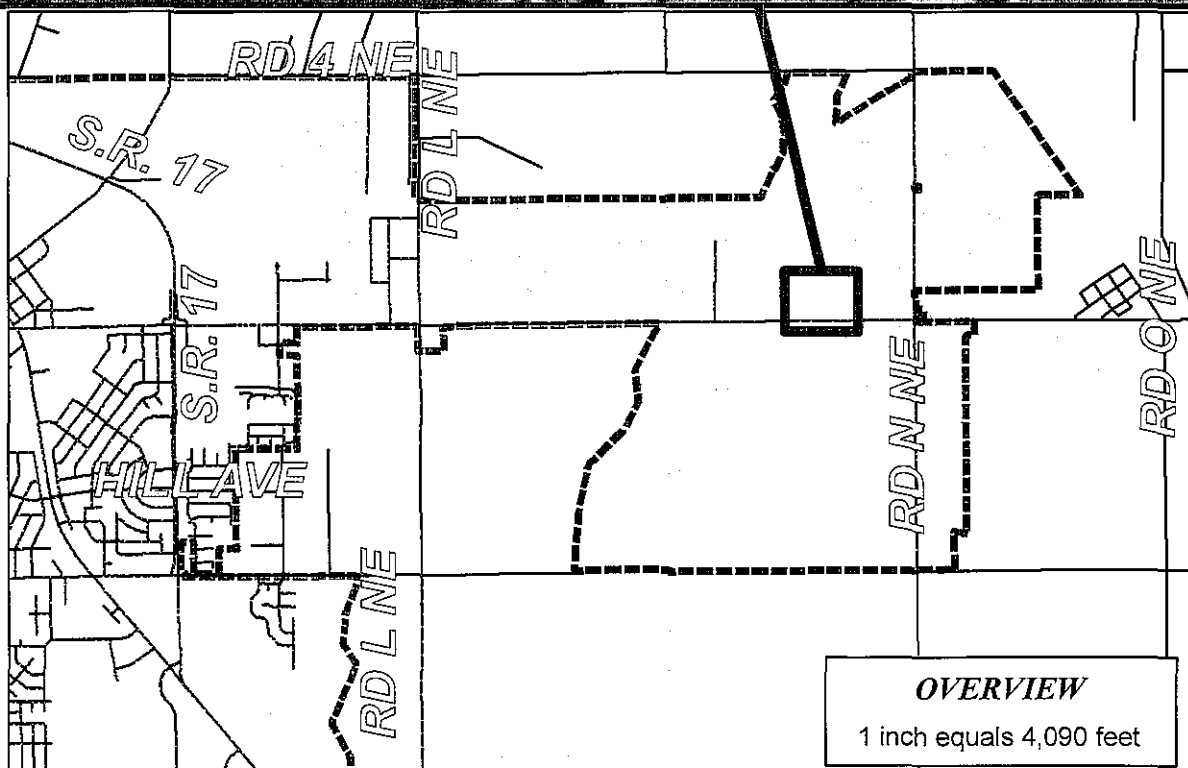 RD 4 NE
RD L NE
S.R. 17
S.R. 17
HILL AVE
RD N NE
RD O NE
RD L NE
OVERVIEW
1 inch equals 4,090 feet